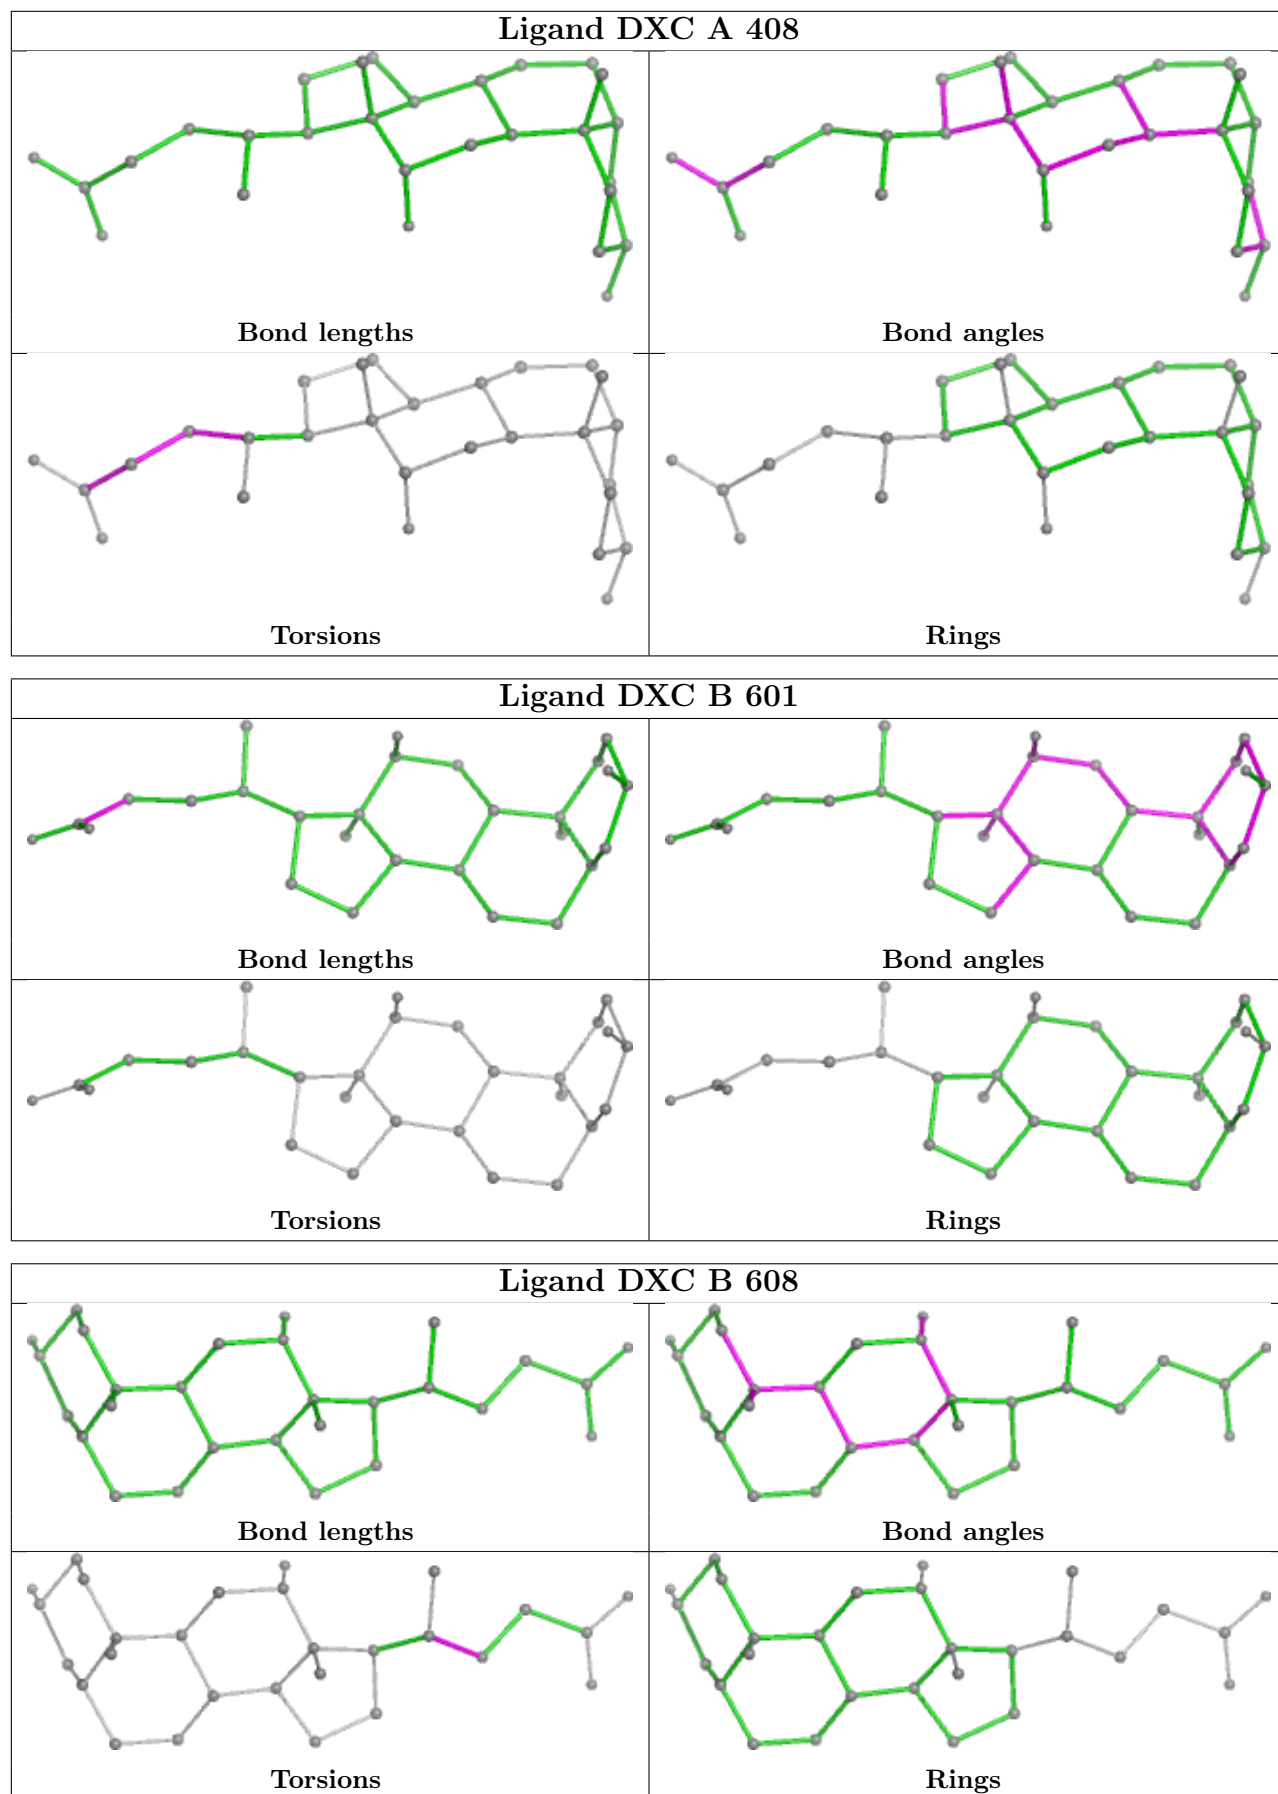 Ligand DXC A 408
Bond lengths
Bond angles
Torsions
Rings
Ligand DXC B 601
Bond lengths
Bond angles
Torsions
Rings
Ligand DXC B 608
Bond lengths
Bond angles
Torsions
Rings